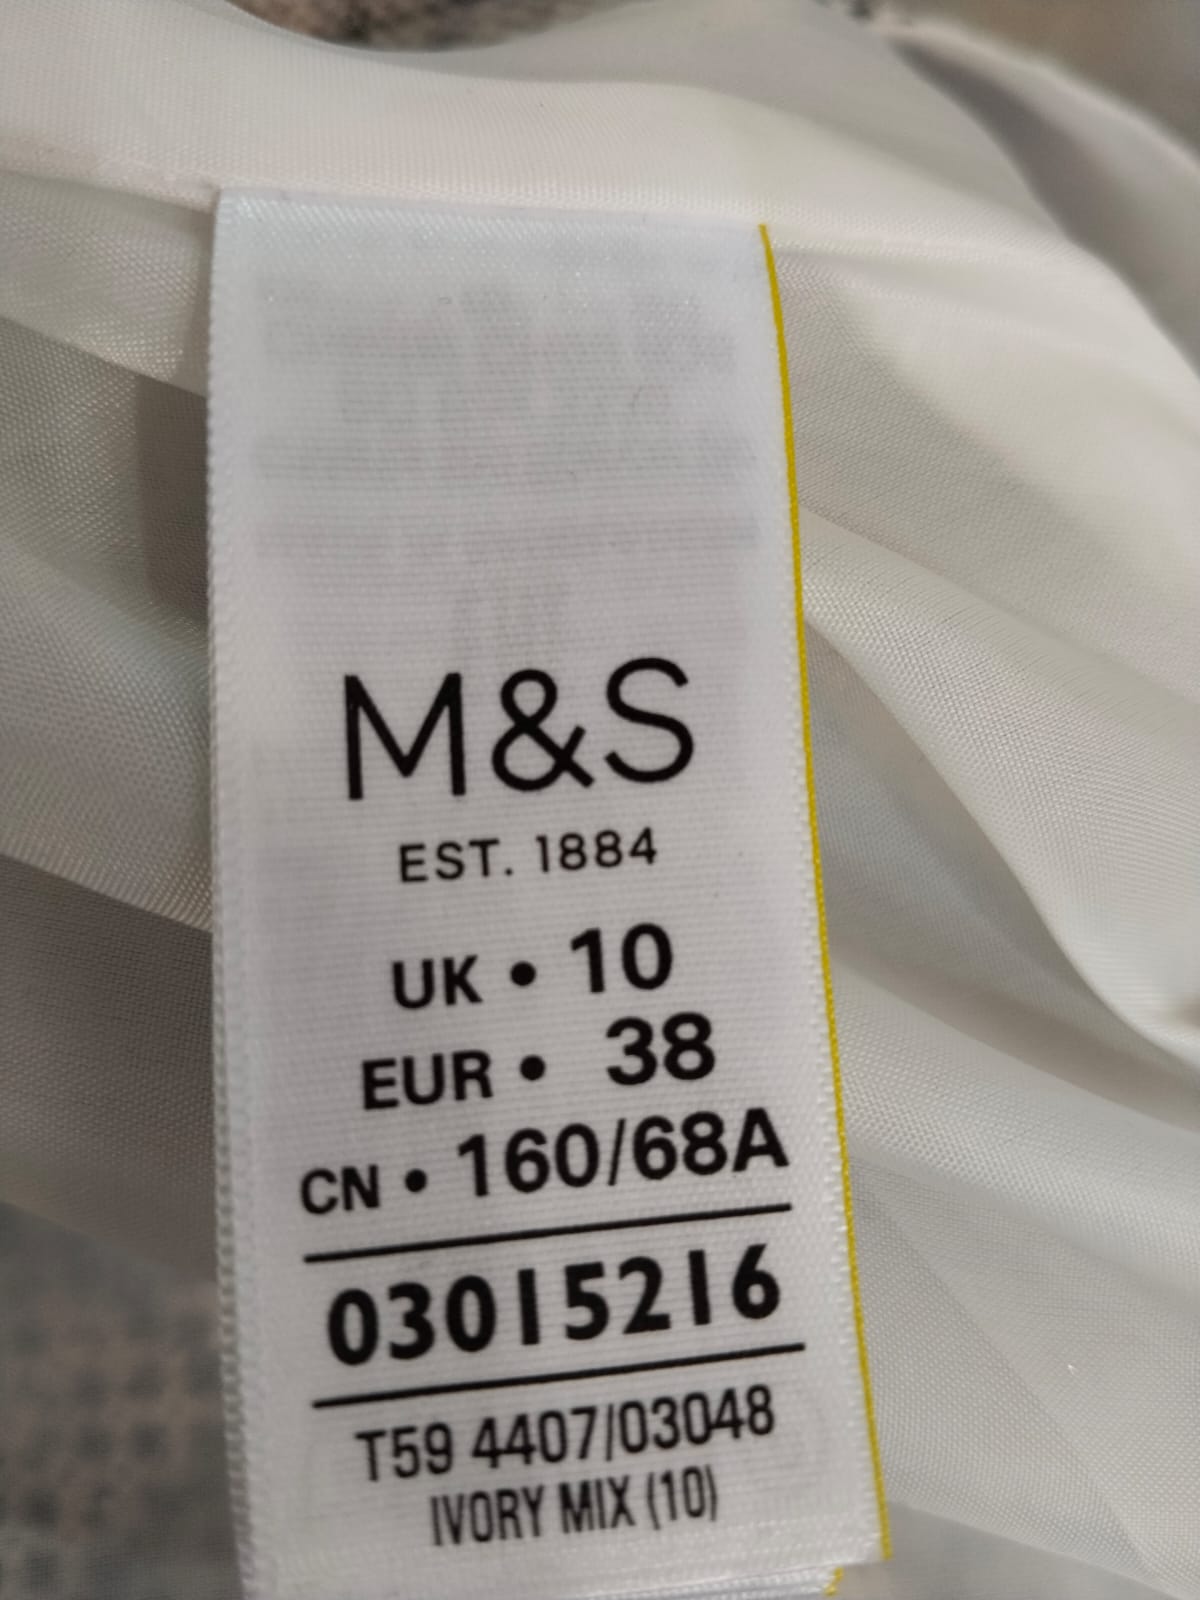 M&S
EST. 1884
UK • 10
EUR • 38
CN • 160/68A
03015216
T59 4407/03048
IVORY MIX (10)